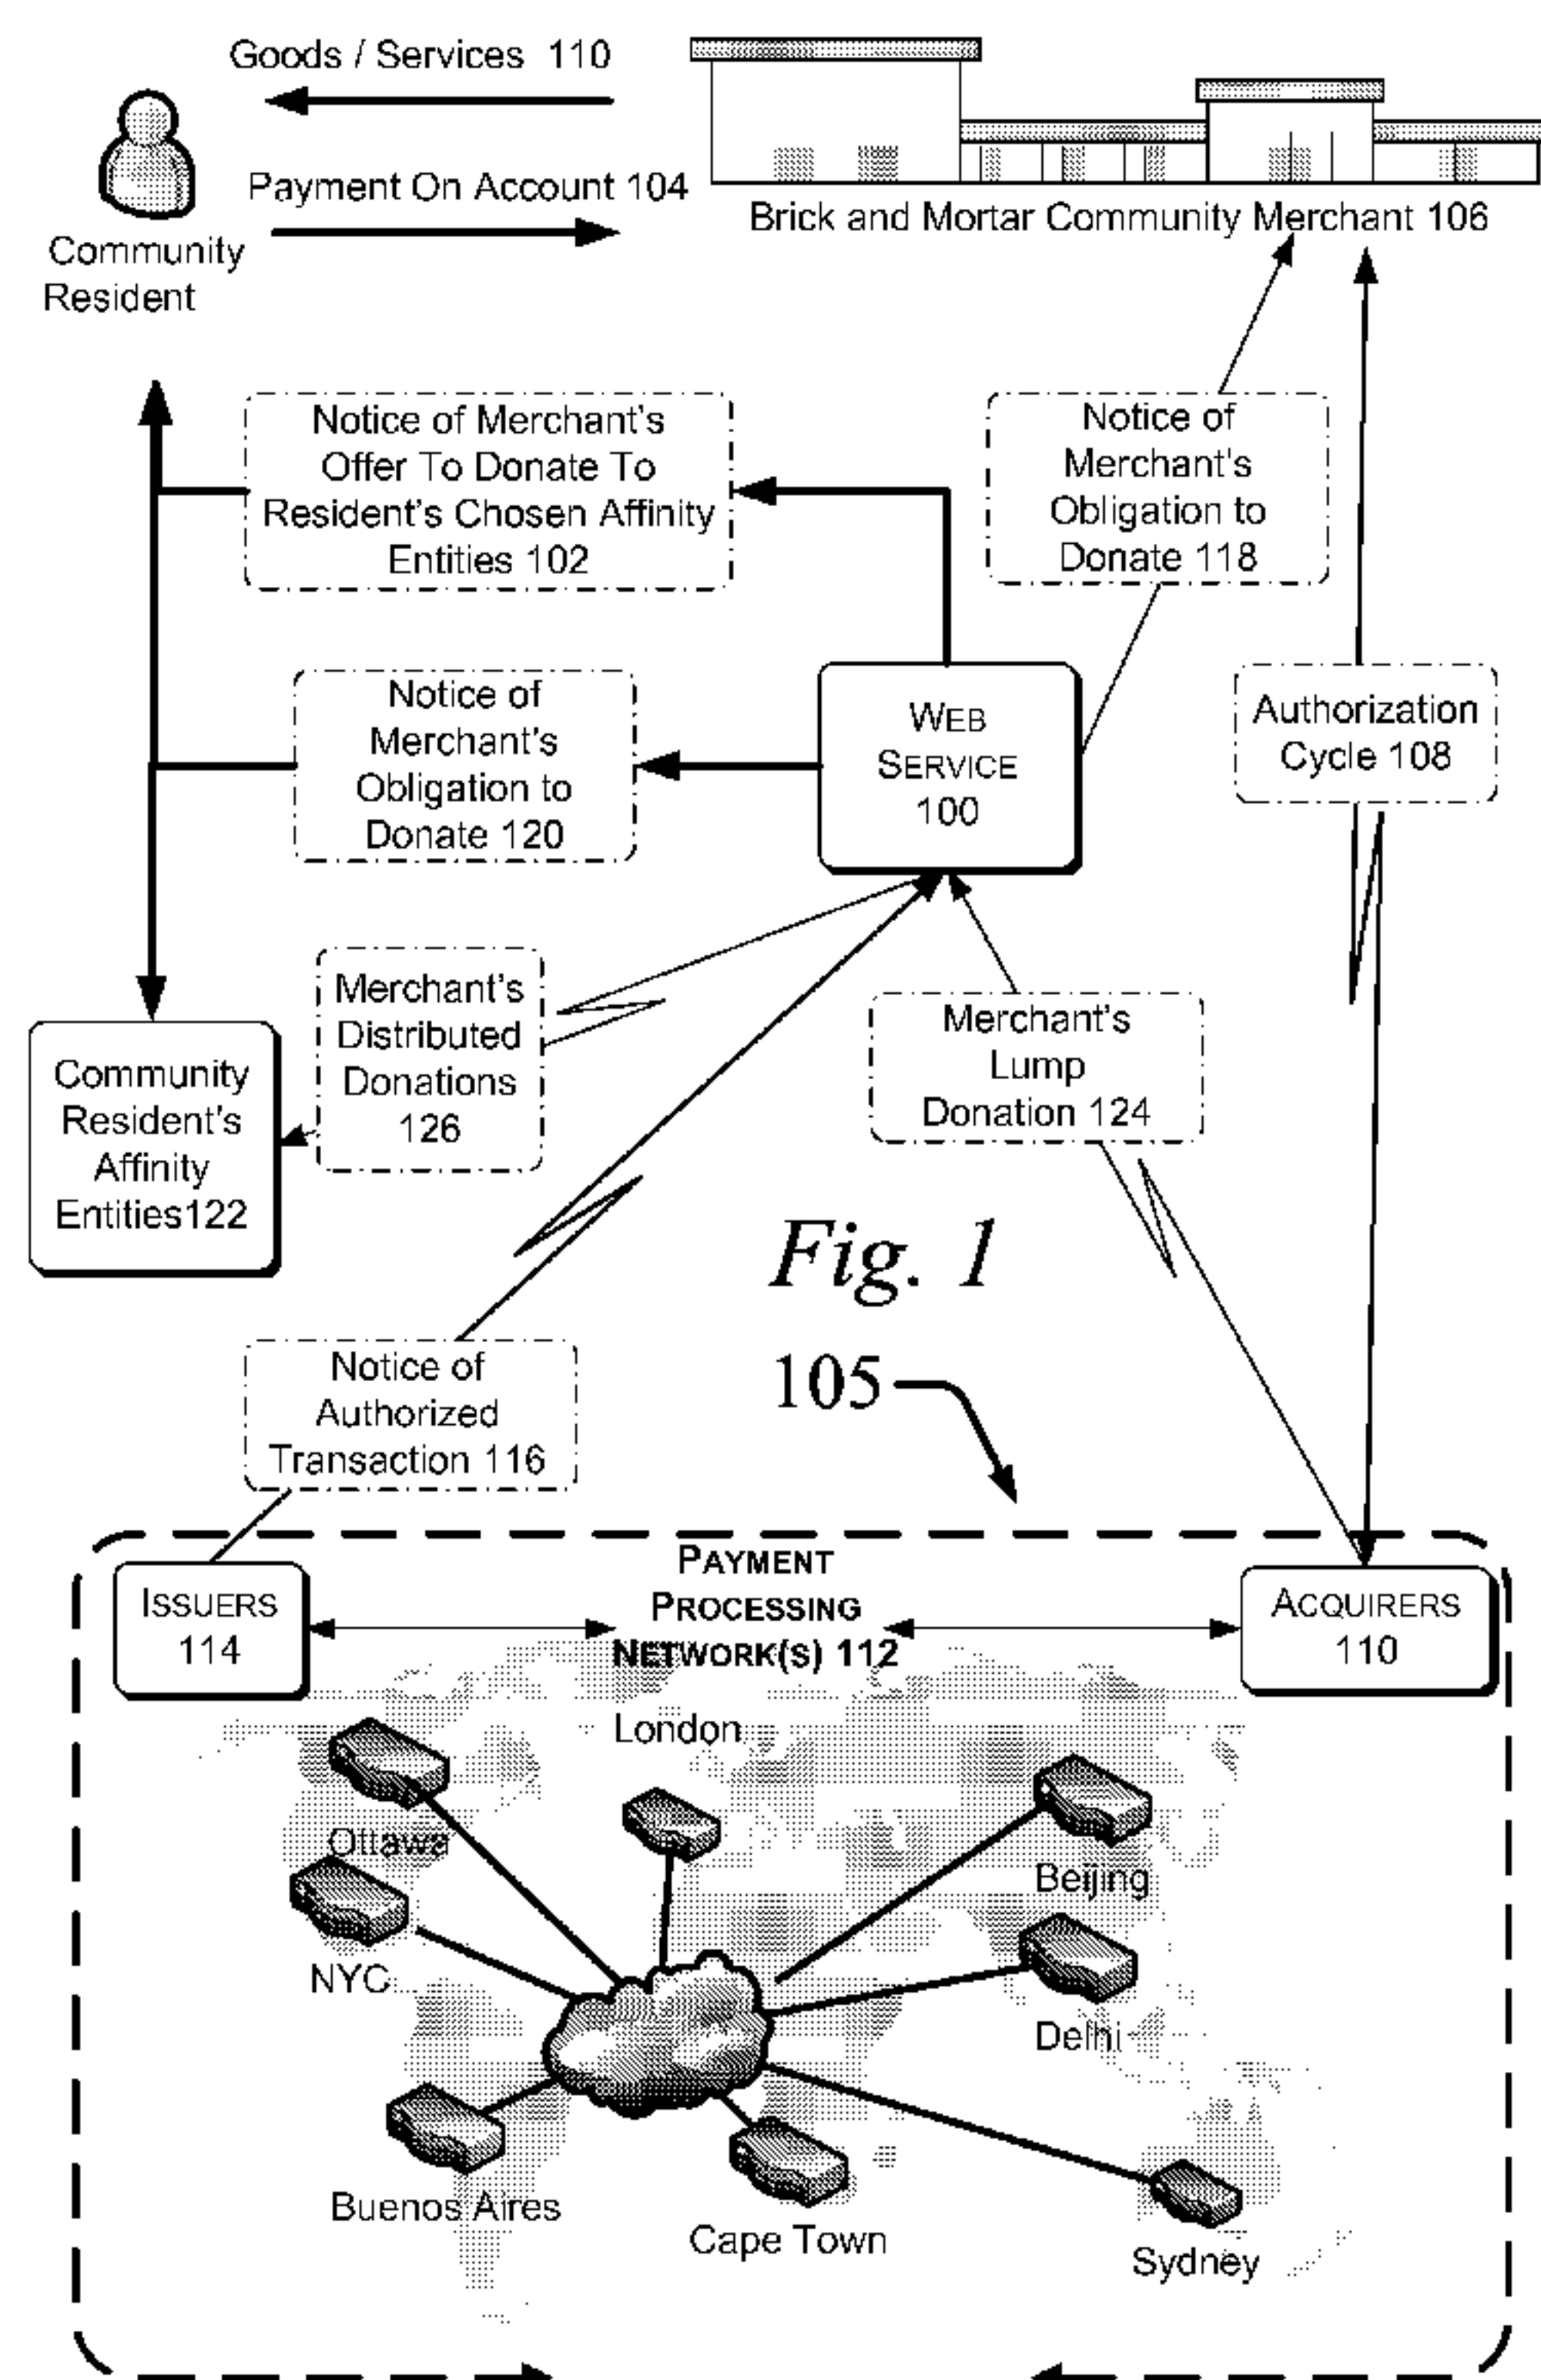 Goods / Services 110
Payment On Account 104
Community
Resident
Brick and Mortar Community Merchant 106
Notice of Merchant's
Offer To Donate To
Resident's Chosen Affinity
Entities 102
Notice of
Merchant's
Obligation to
Donate 118
Notice of
Merchant's
Obligation to
Donate 120
WEB
SERVICE
100
Authorization
Cycle 108
Merchant's
Distributed
Donations
126
Merchant's
Lump
Donation 124
Community
Resident's
Affinity
Entities122
Fig. 1
105
Notice of
Authorized
Transaction 116
ISSUERS
114
PAYMENT
PROCESSING
NETWORK(S) 112
ACQUIRERS
110
London
Ottawa
Beijing
NYC
Delhi
Buenos Aires
Cape Town
Sydney